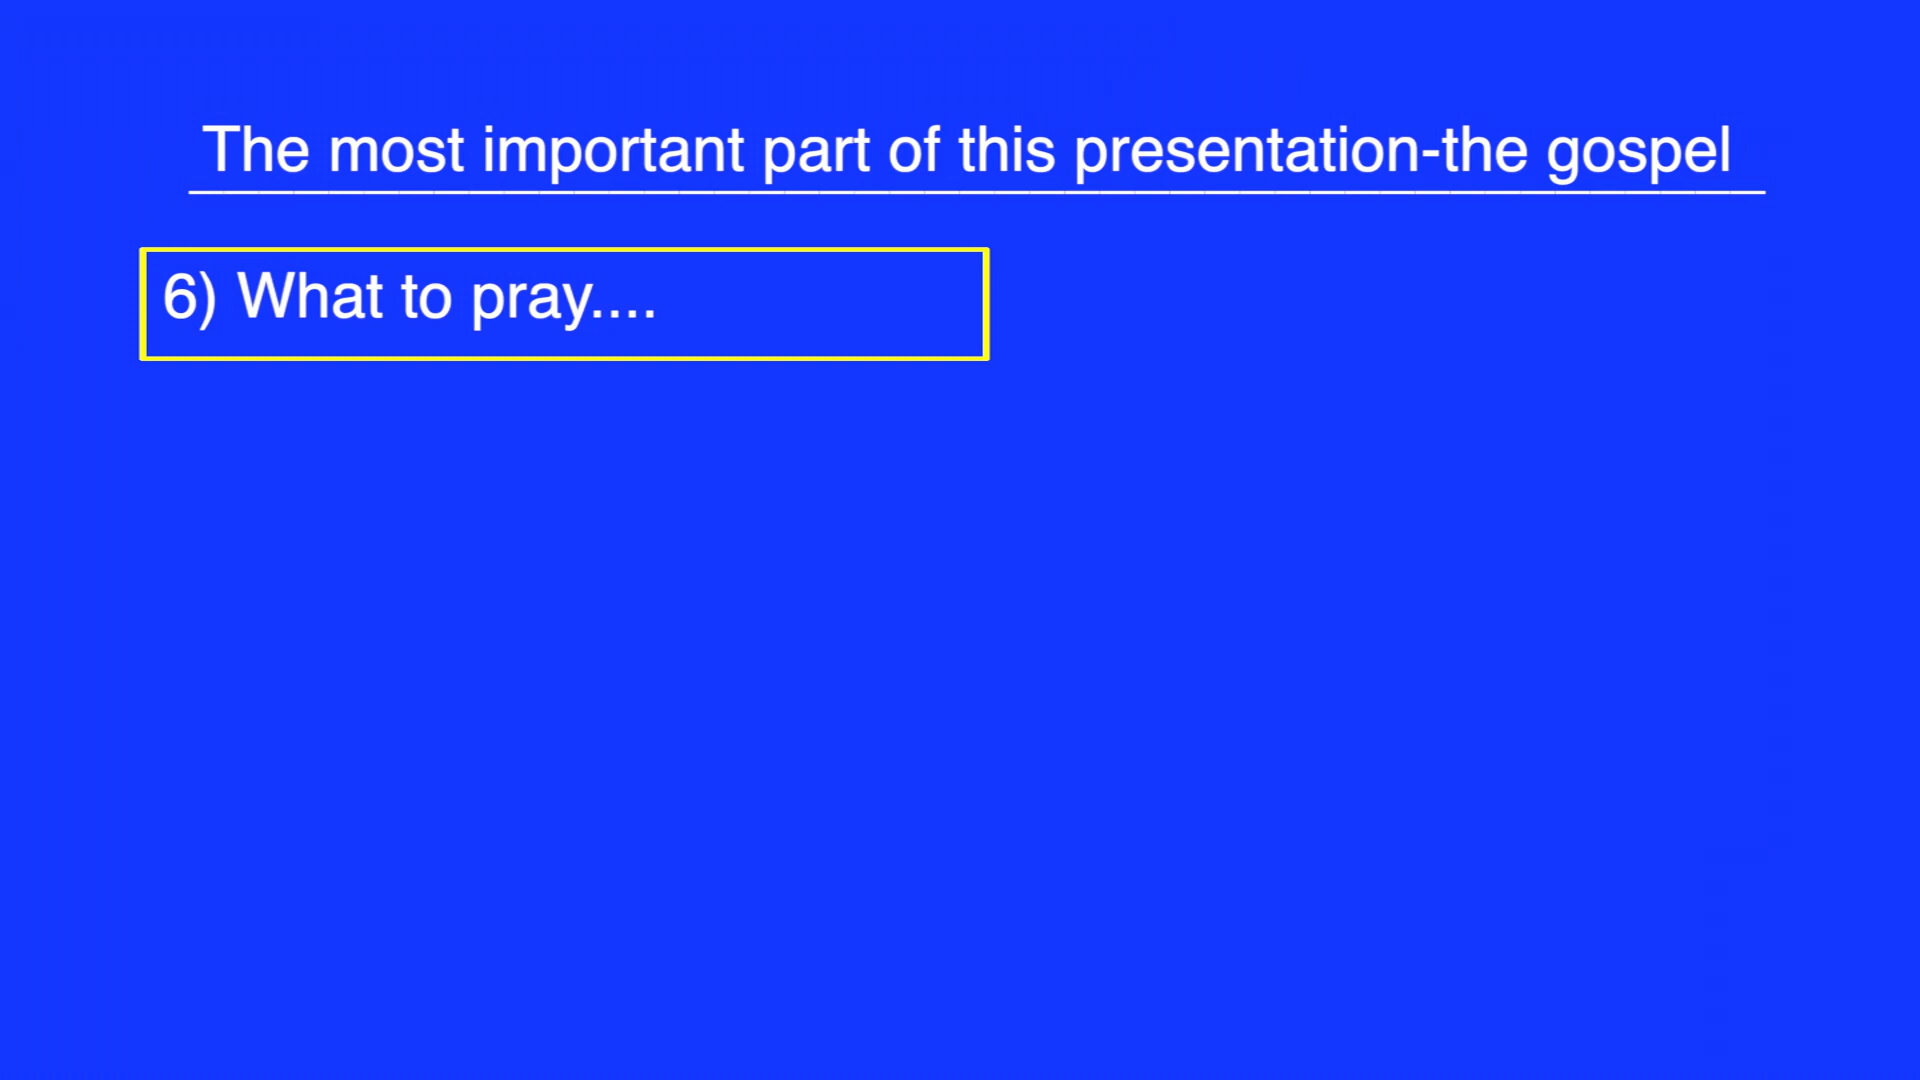 The most important part of this presentation-the gospel
6) What to pray....